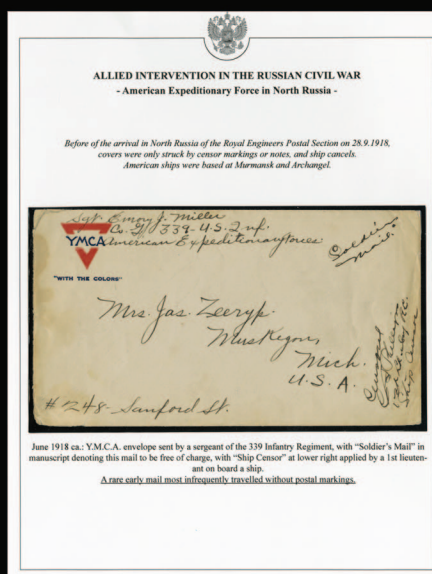 ALLIED INTERVENTION IN THE RUSSIAN CIVIL WAR
- American Expeditionary Force in North Russia -
Before of the arrival in North Russia of the Royal Engineers Postal Section on 28.9.1918,
covers were only struck by censor markings or notes, and ship cancels.
American ships were based at Murmansk and Archangel.
Sgt. Emory J. Miller
Co. G 339 - U.S. Inf.
American Expeditionary Forces
Soldier's
Mail.
YMCA
"WITH THE COLORS"
Mrs. Jas. Zeeryp.
Muskegon,
Mich.
U.S.A.
#248 - Sanford St.
Censored
Ship Censor
June 1918 ca.: Y.M.C.A. envelope sent by a sergeant of the 339 Infantry Regiment, with “Soldier’s Mail” in
manuscript denoting this mail to be free of charge, with “Ship Censor” at lower right applied by a 1st lieuten-
ant on board a ship.
A rare early mail most infrequently travelled without postal markings.